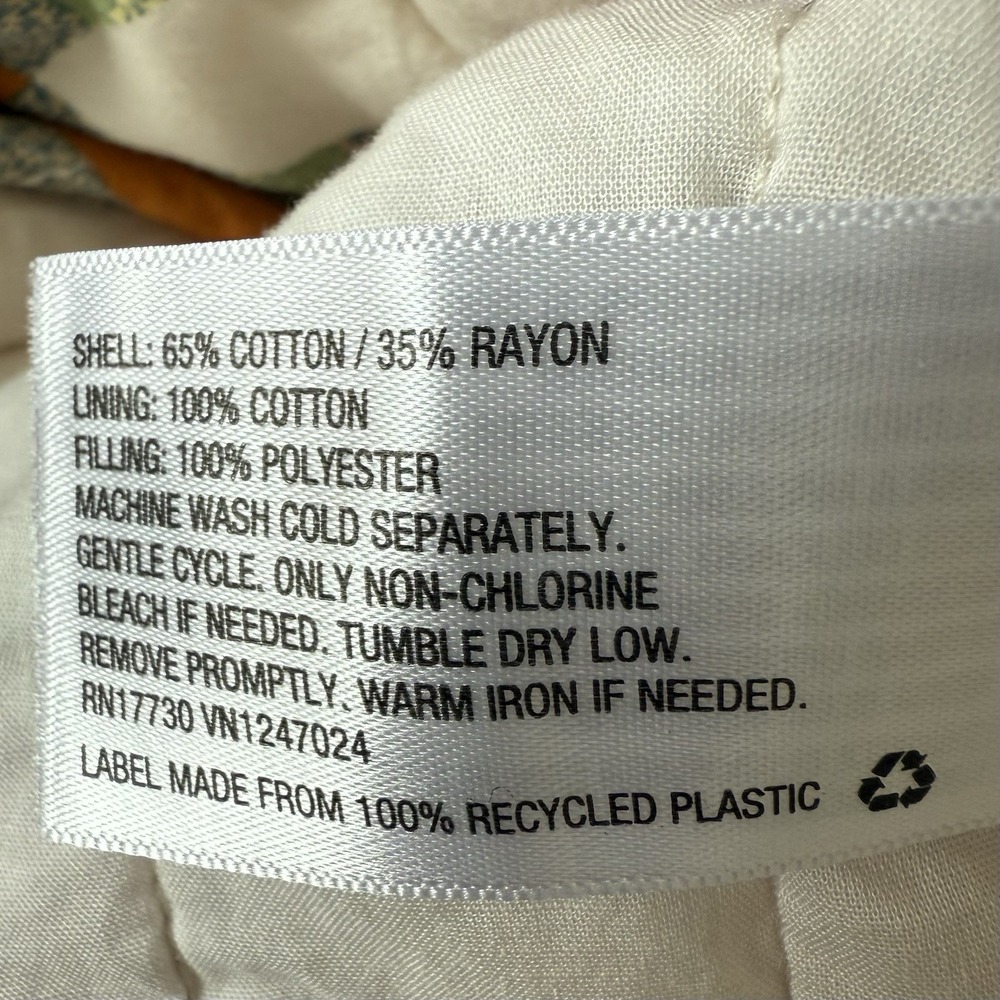 SHELL: 65% COTTON / 35% RAYON
LINING: 100% COTTON
FILLING: 100% POLYESTER
MACHINE WASH COLD SEPARATELY.
GENTLE CYCLE. ONLY NON-CHLORINE
BLEACH IF NEEDED. TUMBLE DRY LOW.
REMOVE PROMPTLY. WARM IRON IF NEEDED.
RN17730 VN1247024
LABEL MADE FROM 100% RECYCLED PLASTIC